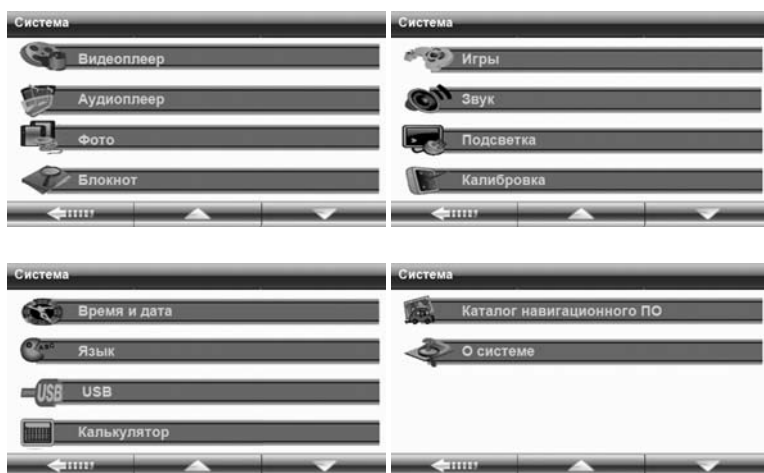 Система
Видеоплеер
Аудиоплеер
Фото
Блокнот
Система
Игры
Звук
Подсветка
Калибровка
Система
Время и дата
Язык
USB
USB
Калькулятор
Система
Каталог навигационного ПО
О системе